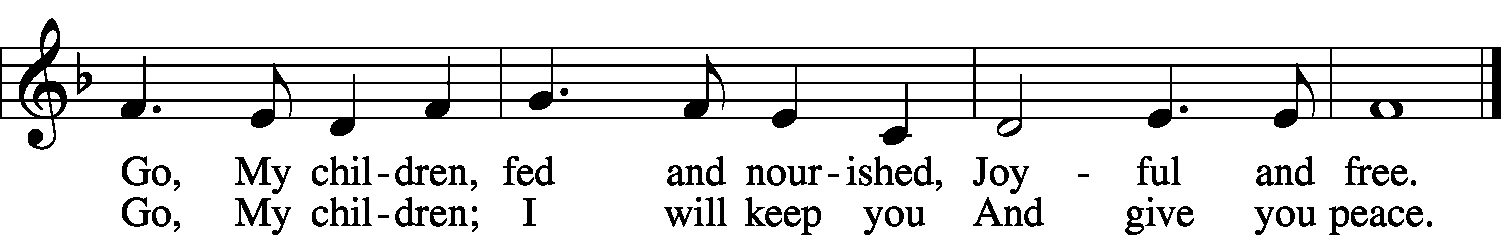 Go, My chil - dren, fed and nour - ished, Joy - ful and free.
Go, My chil - dren; I will keep you And give you peace.